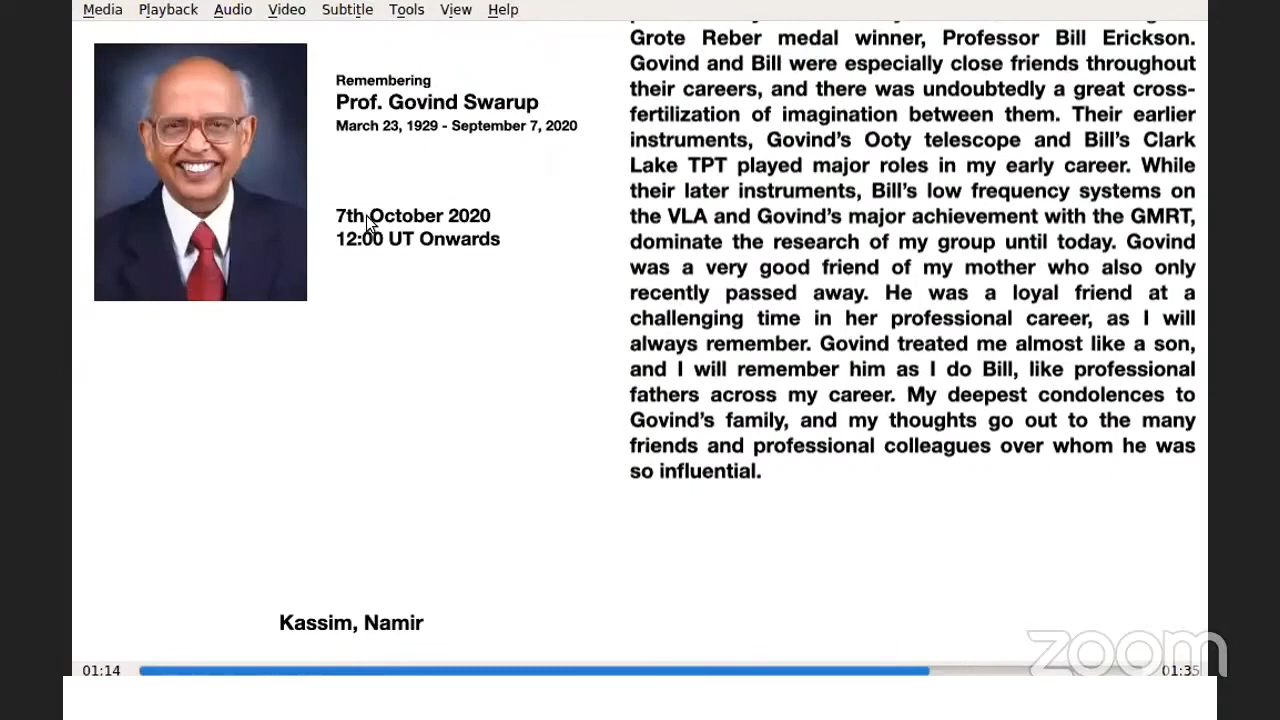 Media Playback Audio Video Subtitle Tools View Help
Remembering
Prof. Govind Swarup
March 23, 1929 - September 7, 2020
7th October 2020
12:00 UT Onwards
Grote Reber medal winner, Professor Bill Erickson.
Govind and Bill were especially close friends throughout
their careers, and there was undoubtedly a great cross-
fertilization of imagination between them. Their earlier
instruments, Govind's Ooty telescope and Bill's Clark
Lake TPT played major roles in my early career. While
their later instruments, Bill's low frequency systems on
the VLA and Govind's major achievement with the GMRT,
dominate the research of my group until today. Govind
was a very good friend of my mother who also only
recently passed away. He was a loyal friend at a
challenging time in her professional career, as I will
always remember. Govind treated me almost like a son,
and I will remember him as I do Bill, like professional
fathers across my career. My deepest condolences to
Govind's family, and my thoughts go out to the many
friends and professional colleagues over whom he was
so influential.
Kassim, Namir
zoom
01:14
01:35